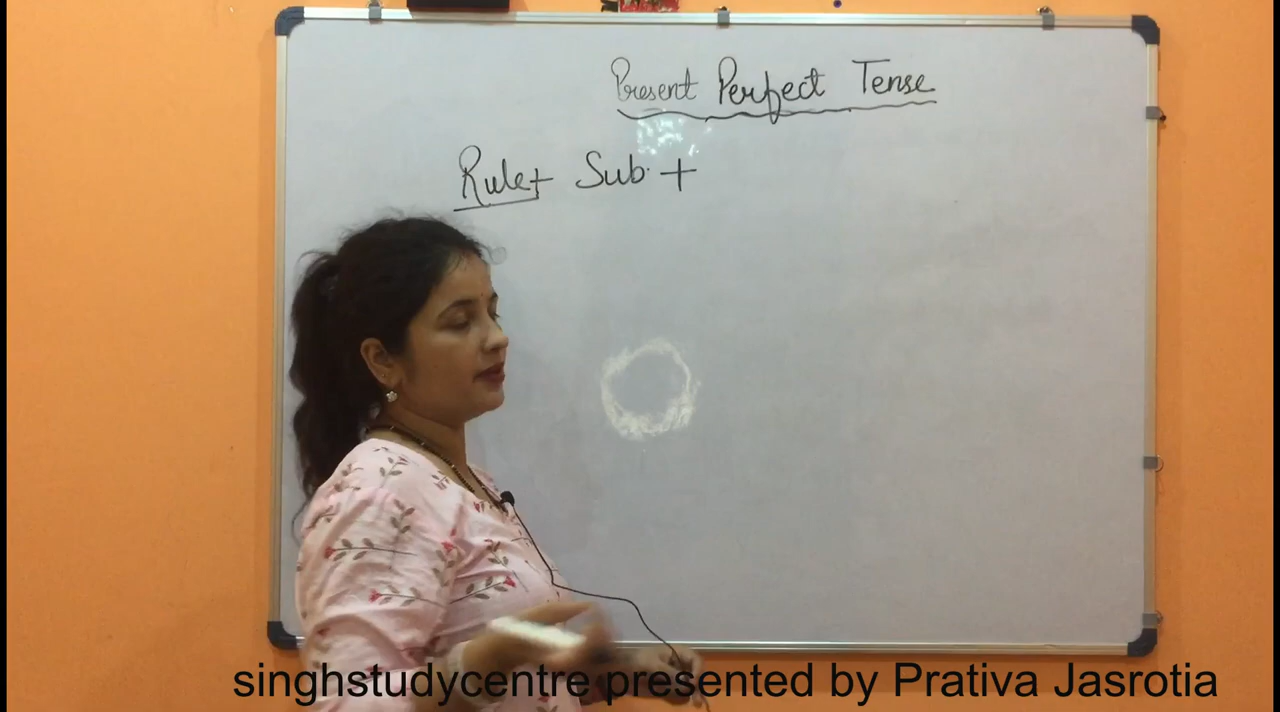 Present Perfect Tense
Rule+ Sub. +
singhstudycentre presented by Prativa Jasrotia